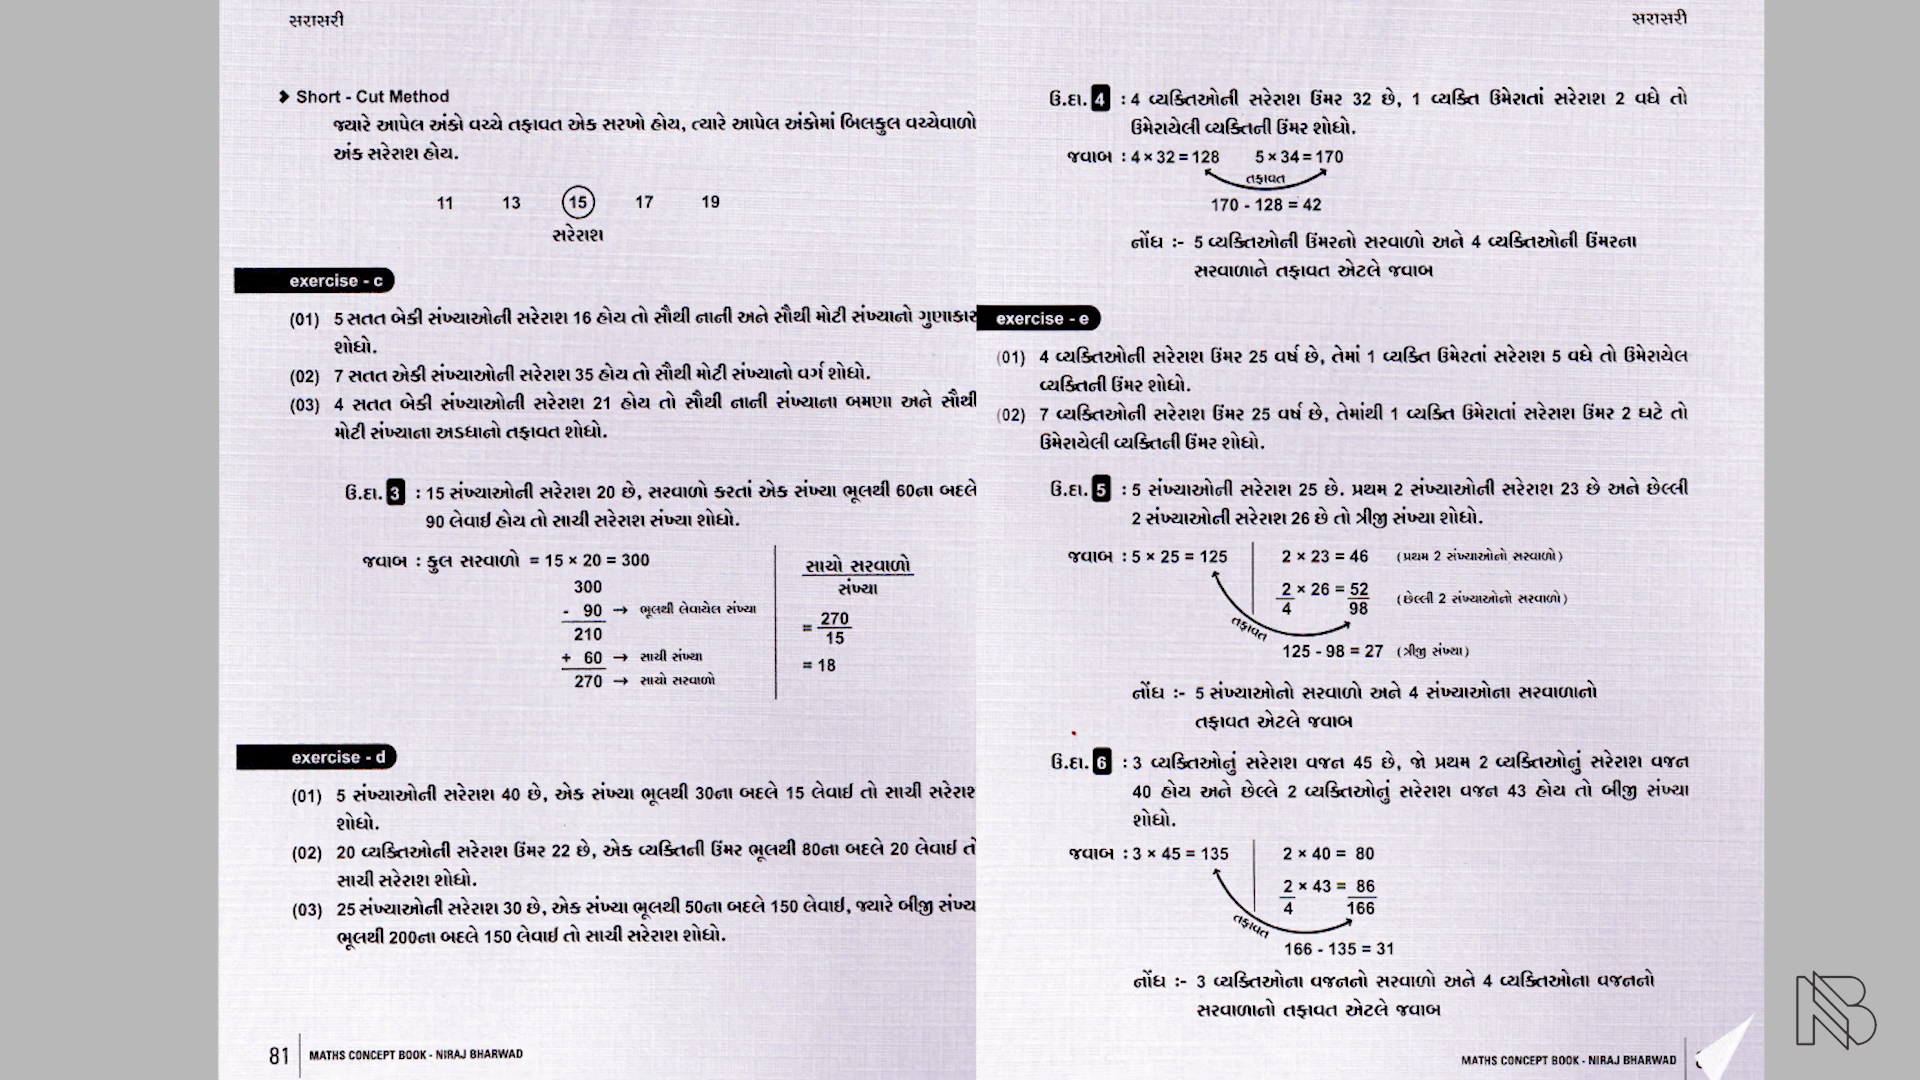 સરાસરી
Short - Cut Method
જ્યારે આપેલ અંકો વચ્ચે તફાવત એક સરખો હોય, ત્યારે આપેલ અંકોમાં બિલકુલ વચ્ચેવાળો
અંક સરેરાશ હોય.
11 13 15 17 19
સરેરાશ
exercise - c
(01) 5 સતત બેકી સંખ્યાઓની સરેરાશ 16 હોય તો સૌથી નાની અને સૌથી મોટી સંખ્યાનો ગુણાકાર
શોધો.
(02) 7 સતત એકી સંખ્યાઓની સરેરાશ 35 હોય તો સૌથી મોટી સંખ્યાનો વર્ગ શોધો.
(03) 4 સતત બેકી સંખ્યાઓની સરેરાશ 21 હોય તો સૌથી નાની સંખ્યાના બમણા અને સૌથી
મોટી સંખ્યાના અડધાનો તફાવત શોધો.
ઉ.દા. 3 : 15 સંખ્યાઓની સરેરાશ 20 છે, સરવાળો કરતાં એક સંખ્યા ભૂલથી 60ના બદલે
90 લેવાઈ હોય તો સાચી સરેરાશ સંખ્યા શોધો.
જવાબ : કુલ સરવાળો = 15 × 20 = 300
300
- 90 → ભૂલથી લેવાયેલ સંખ્યા
210
+ 60 → સાચી સંખ્યા
270 → સાચો સરવાળો
સાચો સરવાળો
સંખ્યા
= 270
15
= 18
exercise - d
(01) 5 સંખ્યાઓની સરેરાશ 40 છે, એક સંખ્યા ભૂલથી 30ના બદલે 15 લેવાઈ તો સાચી સરેરાશ
શોધો.
(02) 20 વ્યક્તિઓની સરેરાશ ઉંમર 22 છે, એક વ્યક્તિની ઉંમર ભૂલથી 80ના બદલે 20 લેવાઈ તો
સાચી સરેરાશ શોધો.
(03) 25 સંખ્યાઓની સરેરાશ 30 છે, એક સંખ્યા ભૂલથી 50ના બદલે 150 લેવાઈ, જ્યારે બીજી
ભૂલથી 200ના બદલે 150 લેવાઈ તો સાચી સરેરાશ શોધો.
81 MATHS CONCEPT BOOK - NIRAJ BHARWAD
સરાસરી
ઉ.દા. 4 : 4 વ્યક્તિઓની સરેરાશ ઉંમર 32 છે, 1 વ્યક્તિ ઉમેરાતાં સરેરાશ 2 વધે તો
ઉમેરાયેલી વ્યક્તિની ઉંમર શોધો.
જવાબ : 4 × 32 = 128 5 × 34 = 170
તફાવત
170 - 128 = 42
નોંધ :- 5 વ્યક્તિઓની ઉંમરનો સરવાળો અને 4 વ્યક્તિઓની ઉંમરના
સરવાળાને તફાવત એટલે જવાબ
exercise - e
(01) 4 વ્યક્તિઓની સરેરાશ ઉંમર 25 વર્ષ છે, તેમાં 1 વ્યક્તિ ઉમેરતાં સરેરાશ 5 વધે તો ઉમેરાયેલ
વ્યક્તિની ઉંમર શોધો.
(02) 7 વ્યક્તિઓની સરેરાશ ઉંમર 25 વર્ષ છે, તેમાંથી 1 વ્યક્તિ ઉમેરાતાં સરેરાશ ઉંમર 2 ઘટે તો
ઉમેરાયેલી વ્યક્તિની ઉંમર શોધો.
ઉ.દા. 5 : 5 સંખ્યાઓની સરેરાશ 25 છે. પ્રથમ 2 સંખ્યાઓની સરેરાશ 23 છે અને છેલ્લી
2 સંખ્યાઓની સરેરાશ 26 છે તો ત્રીજી સંખ્યા શોધો.
જવાબ : 5 × 25 = 125 2 × 23 = 46 (પ્રથમ 2 સંખ્યાઓનો સરવાળો)
2 × 26 = 52 (છેલ્લી 2 સંખ્યાઓનો સરવાળો)
4 98
તફાવત
125 - 98 = 27 (ત્રીજી સંખ્યા)
નોંધ :- 5 સંખ્યાઓનો સરવાળો અને 4 સંખ્યાઓના સરવાળાનો
તફાવત એટલે જવાબ
ઉ.દા. 6 : 3 વ્યક્તિઓનું સરેરાશ વજન 45 છે, જો પ્રથમ 2 વ્યક્તિઓનું સરેરાશ વજન
40 હોય અને છેલ્લે 2 વ્યક્તિઓનું સરેરાશ વજન 43 હોય તો બીજી સંખ્યા
શોધો.
જવાબ : 3 × 45 = 135 2 × 40 = 80
2 × 43 = 86
4 166
તફાવત
166 - 135 = 31
નોંધ :- 3 વ્યક્તિઓના વજનનો સરવાળો અને 4 વ્યક્તિઓના વજનનો
સરવાળાનો તફાવત એટલે જવાબ
MATHS CONCEPT BOOK - NIRAJ BHARWAD